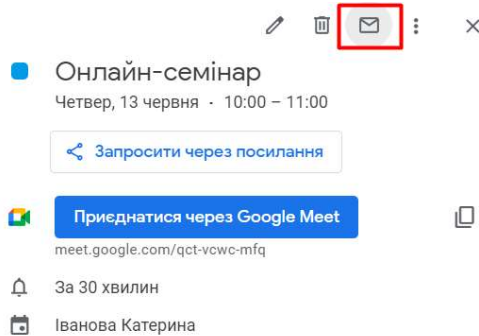 Онлайн-семінар
Четвер, 13 червня · 10:00 – 11:00
Запросити через посилання
Приєднатися через Google Meet
meet.google.com/qct-vcwc-mfq
За 30 хвилин
Іванова Катерина